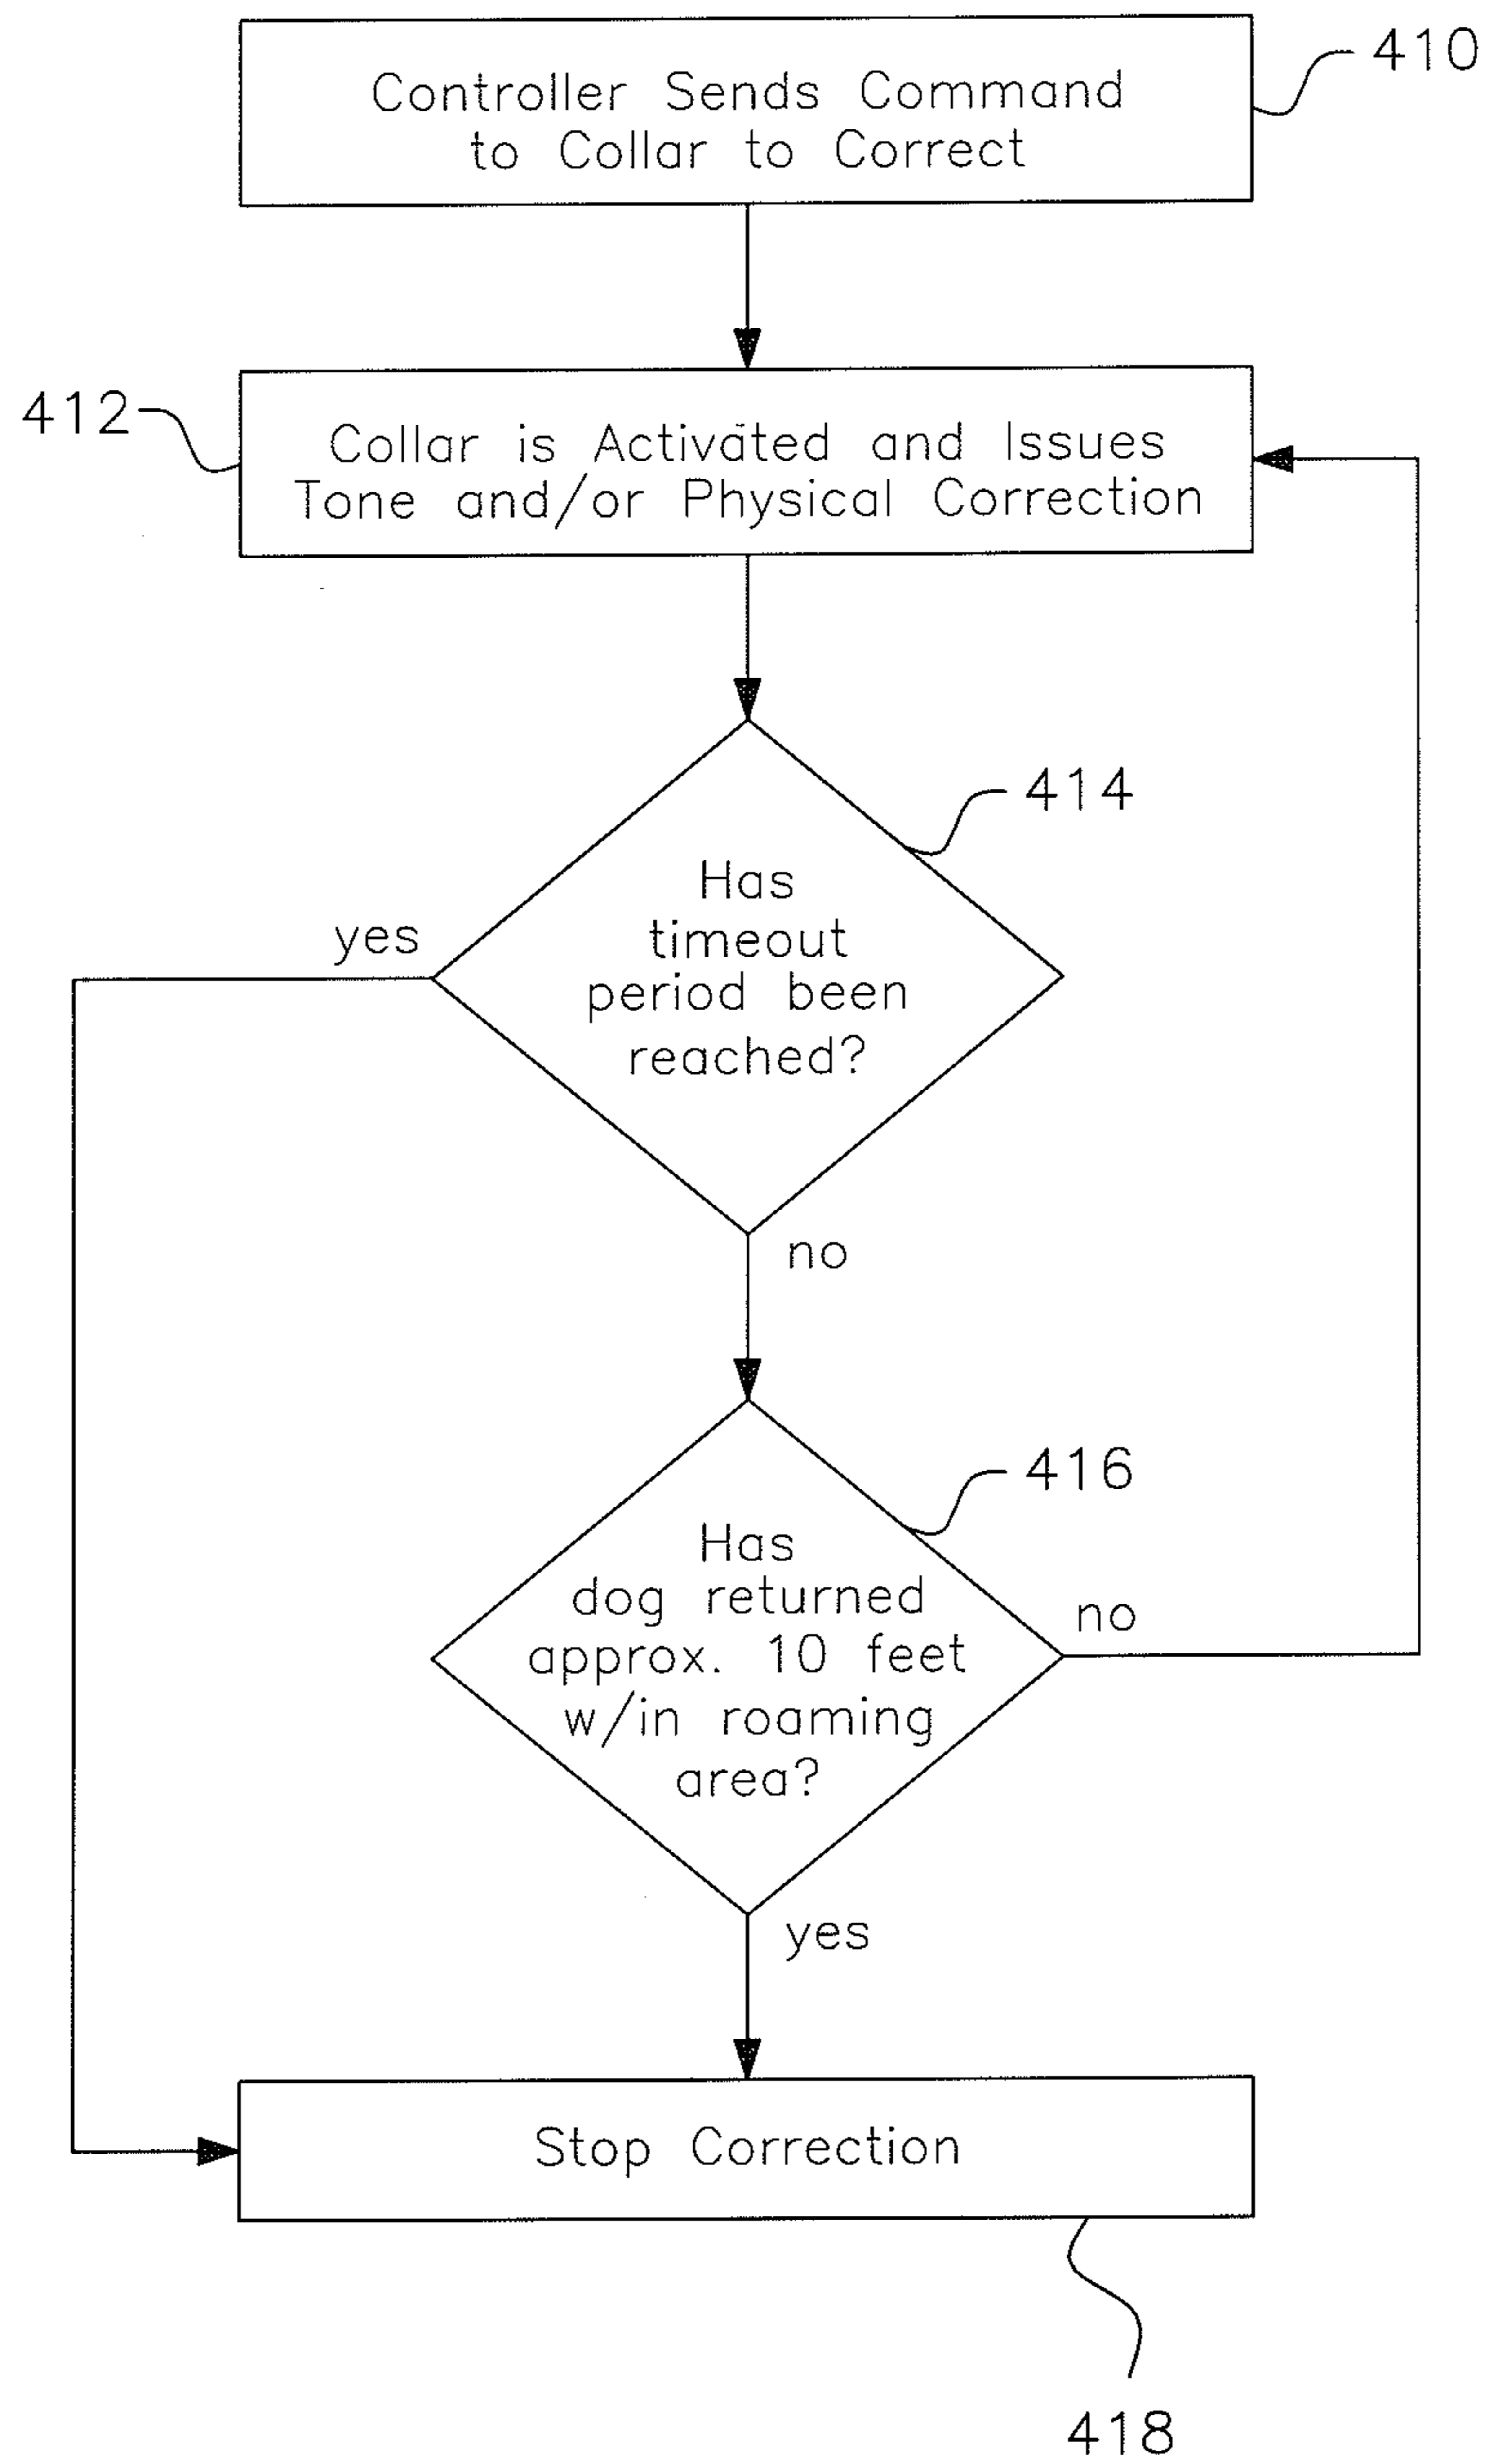 410
Controller Sends Command
to Collar to Correct
412
Collar is Activated and Issues
Tone and/or Physical Correction
414
Has
timeout
period been
reached?
yes
no
416
Has
dog returned
approx. 10 feet
w/in roaming
area?
no
yes
Stop Correction
418